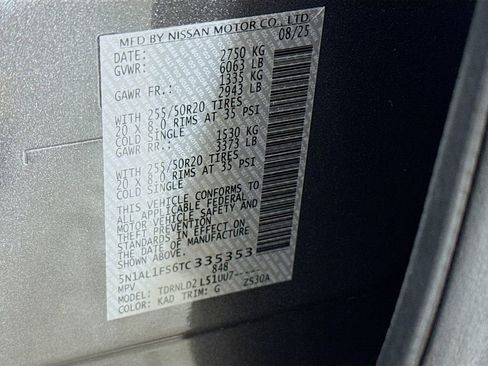 MFD BY NISSAN MOTOR CO., LTD
DATE: 08/25
GVWR: 2750 KG
6063 LB
GAWR FR.: 1335 KG
2943 LB
WITH 255/50R20 TIRES
20 X 8.0 RIMS AT 35 PSI
COLD SINGLE
GAWR RR.: 1530 KG
3373 LB
WITH 255/50R20 TIRES
20 X 8.0 RIMS AT 35 PSI
COLD SINGLE
THIS VEHICLE CONFORMS TO
ALL APPLICABLE FEDERAL
MOTOR VEHICLE SAFETY AND
THEFT PREVENTION
STANDARDS IN EFFECT ON
THE DATE OF MANUFACTURE
SHOWN ABOVE.
5N1AL1FS6TC335353
MPV 848
MODEL: TDRNLD2 LS1UU7
COLOR: KAD TRIM: G ZS30A